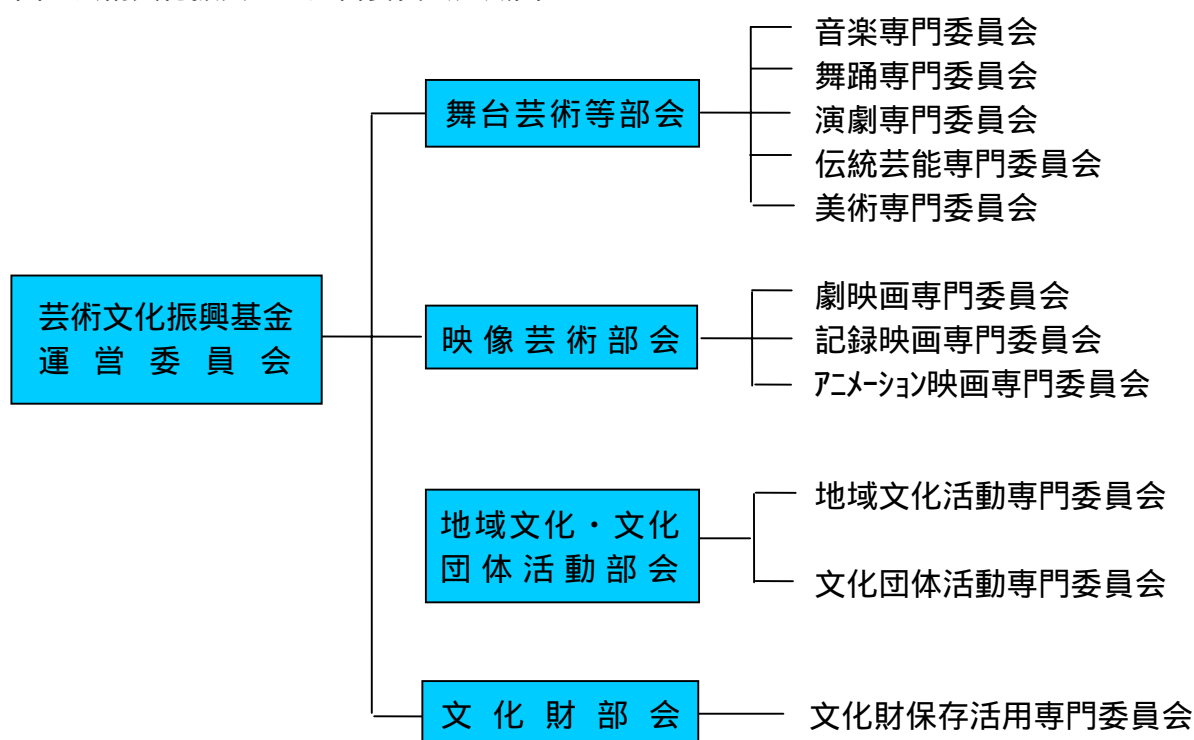 音楽専門委員会
舞踊専門委員会
舞台芸術等部会
演劇専門委員会
伝統芸能専門委員会
美術専門委員会
芸術文化振興基金
運営委員会
映像芸術部会
劇映画専門委員会
記録映画専門委員会
ｱﾆﾒｰｼｮﾝ映画専門委員会
地域文化・文化
団体活動部会
地域文化活動専門委員会
文化団体活動専門委員会
文化財部会
文化財保存活用専門委員会